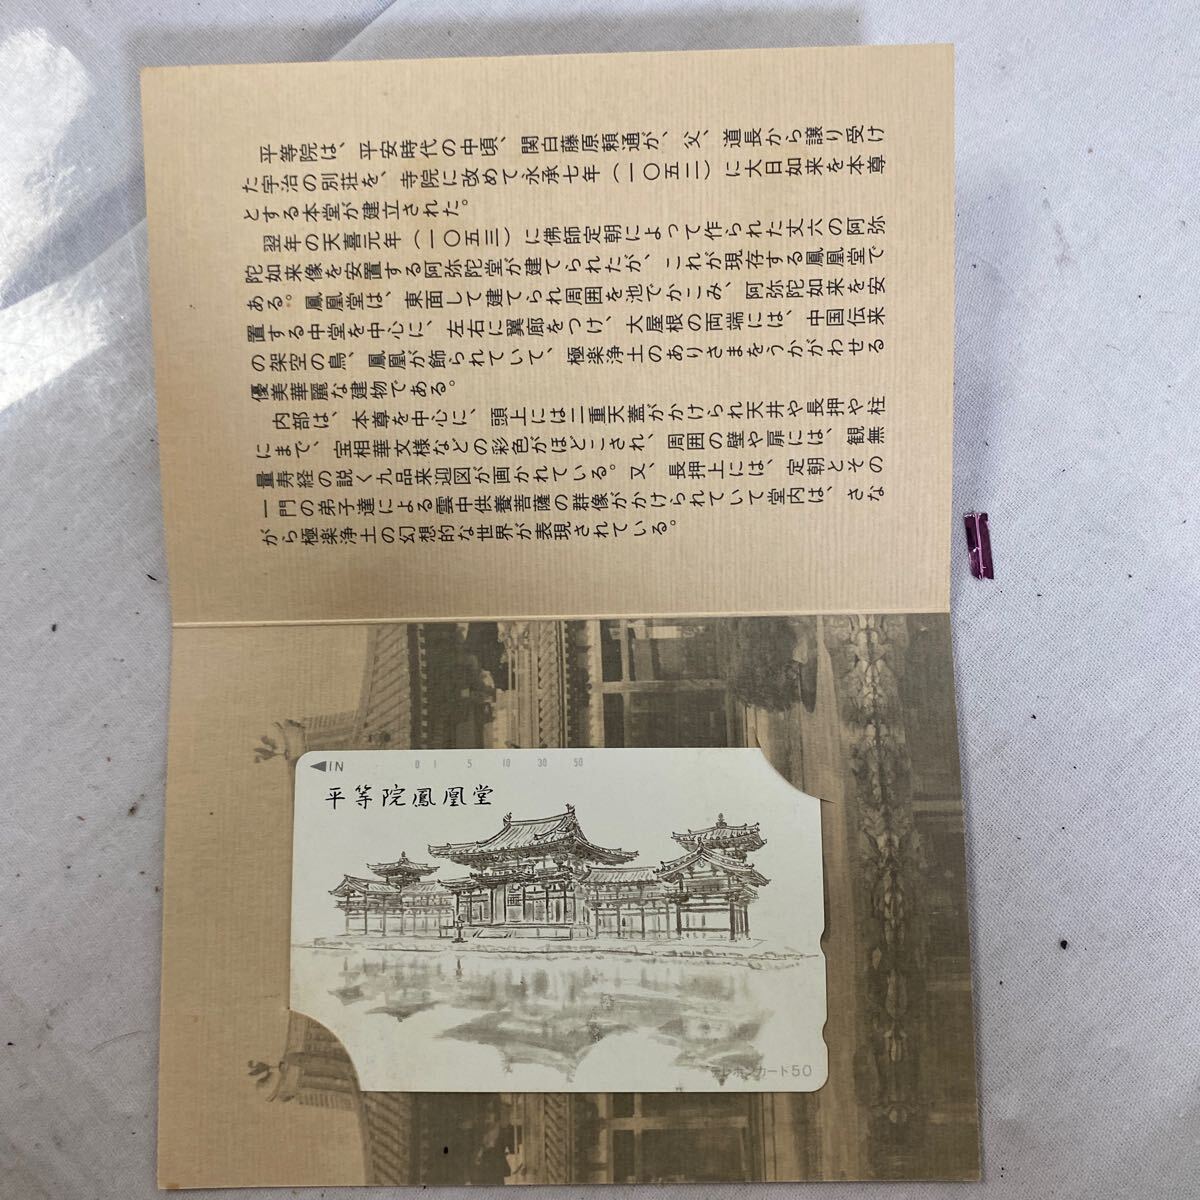 平等院は、平安時代の中頃、関白藤原頼通が、父、道長から譲り受け
た宇治の別荘を、寺院に改めて永承七年（一〇五二）に大日如来を本尊
とする本堂が建立された。
翌年の天喜元年（一〇五三）に佛師定朝によって作られた丈六の阿弥
陀如来像を安置する阿弥陀堂が建てられたが、これが現存する鳳凰堂で
ある。鳳凰堂は、東面して建てられ周囲を池でかこみ、阿弥陀如来を安
置する中堂を中心に、左右に翼廊をつけ、大屋根の両端には、中国伝来
の架空の鳥、鳳凰が飾られていて、極楽浄土のありさまをうかがわせる
優美華麗な建物である。
内部は、本尊を中心に、頭上には二重天蓋がかけられ天井や長押や柱
にまで、宝相華文様などの彩色がほどこされ、周囲の壁や扉には、観無
量寿経の説く九品来迎図が画かれている。又、長押上には、定朝とその
一門の弟子達による雲中供養菩薩の群像がかけられていて堂内は、さな
がら極楽浄土の幻想的な世界が表現されている。
◀IN 0 1 5 10 30 50
平等院鳳凰堂
テレホンカード50